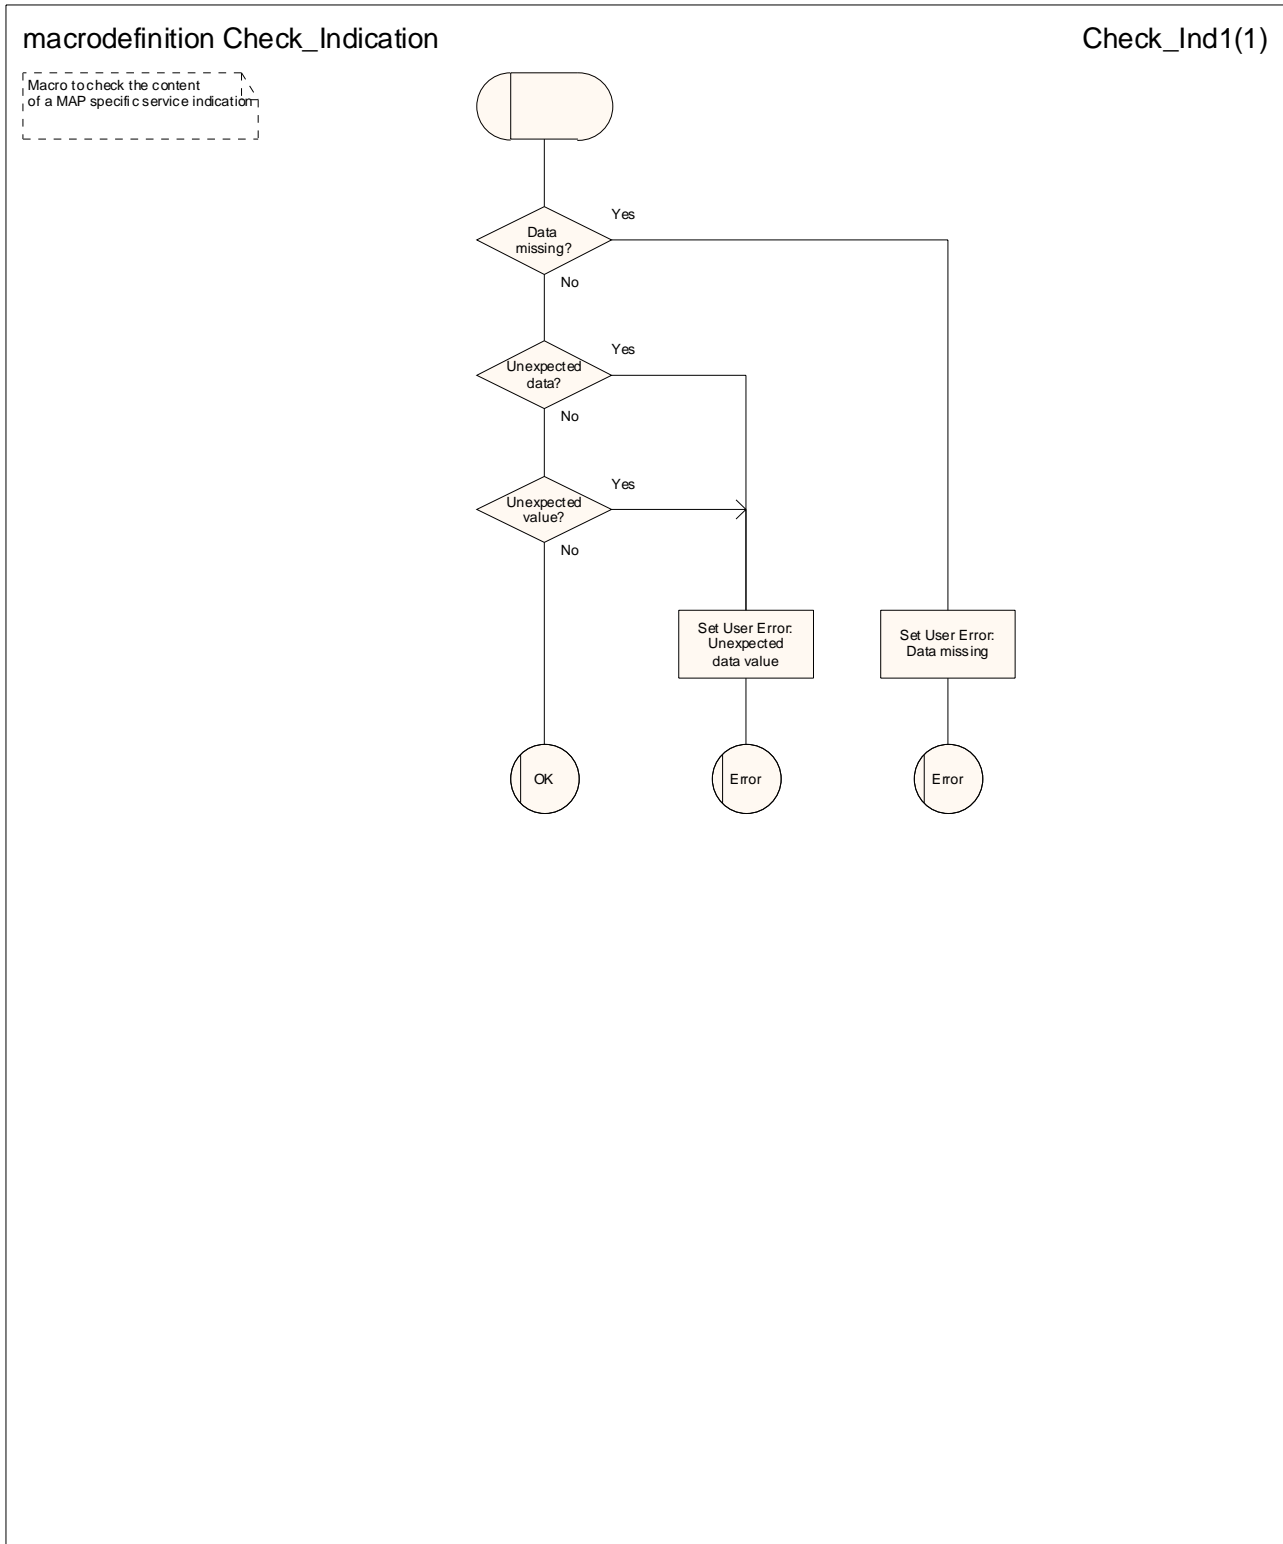 macrodefinition Check_Indication
Check_Ind1(1)
Macro to check the content
of a MAP specific service indication
Yes
Data
missing?
No
Yes
Unexpected
data?
No
Yes
Unexpected
value?
No
Set User Error:
Unexpected
data value
Set User Error:
Data missing
OK
Error
Error